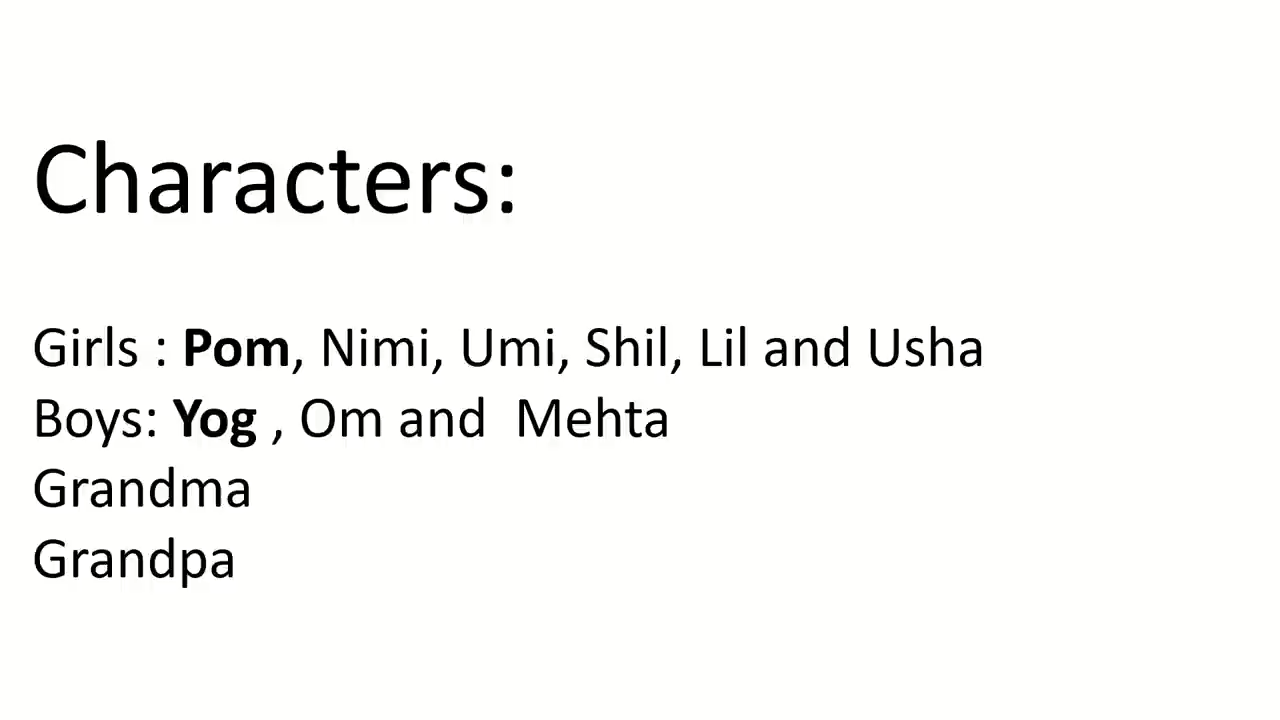 Characters:
Girls : Pom, Nimi, Umi, Shil, Lil and Usha
Boys: Yog , Om and  Mehta
Grandma
Grandpa